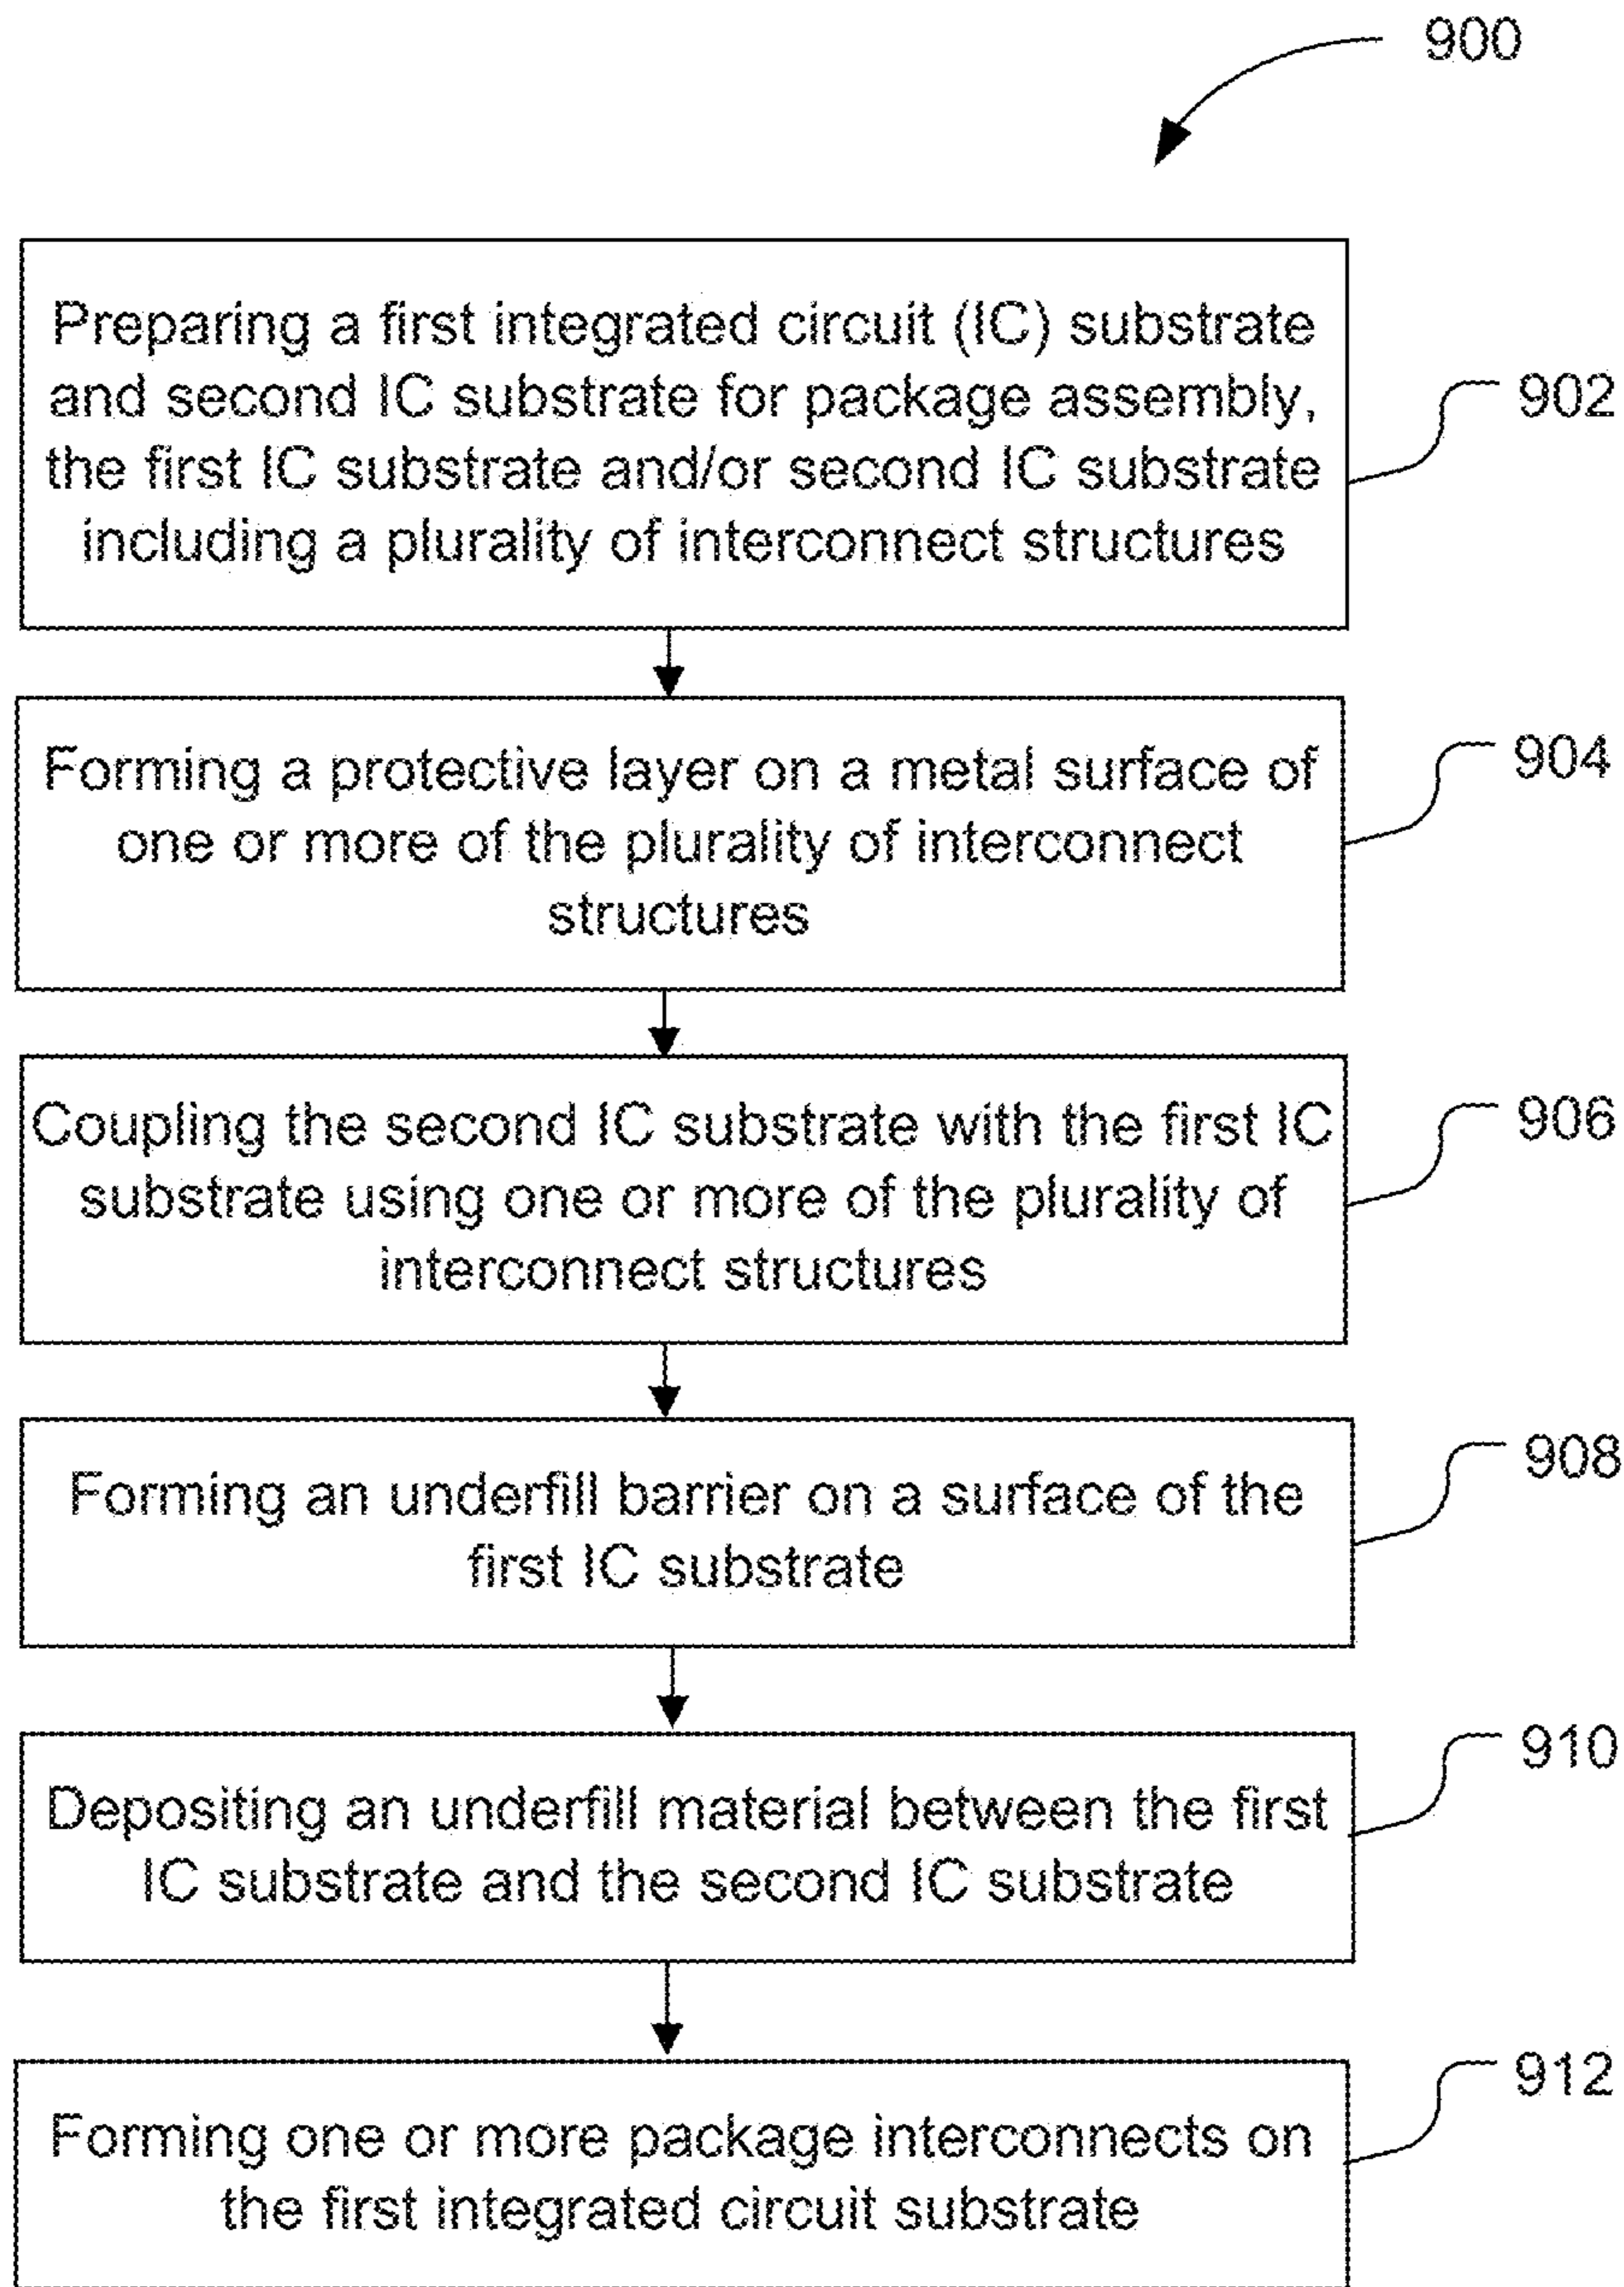 900
Preparing a first integrated circuit (IC) substrate
and second IC substrate for package assembly,
the first IC substrate and/or second IC substrate
including a plurality of interconnect structures
902
Forming a protective layer on a metal surface of
one or more of the plurality of interconnect
structures
904
Coupling the second IC substrate with the first IC
substrate using one or more of the plurality of
interconnect structures
906
Forming an underfill barrier on a surface of the
first IC substrate
908
Depositing an underfill material between the first
IC substrate and the second IC substrate
910
Forming one or more package interconnects on
the first integrated circuit substrate
912